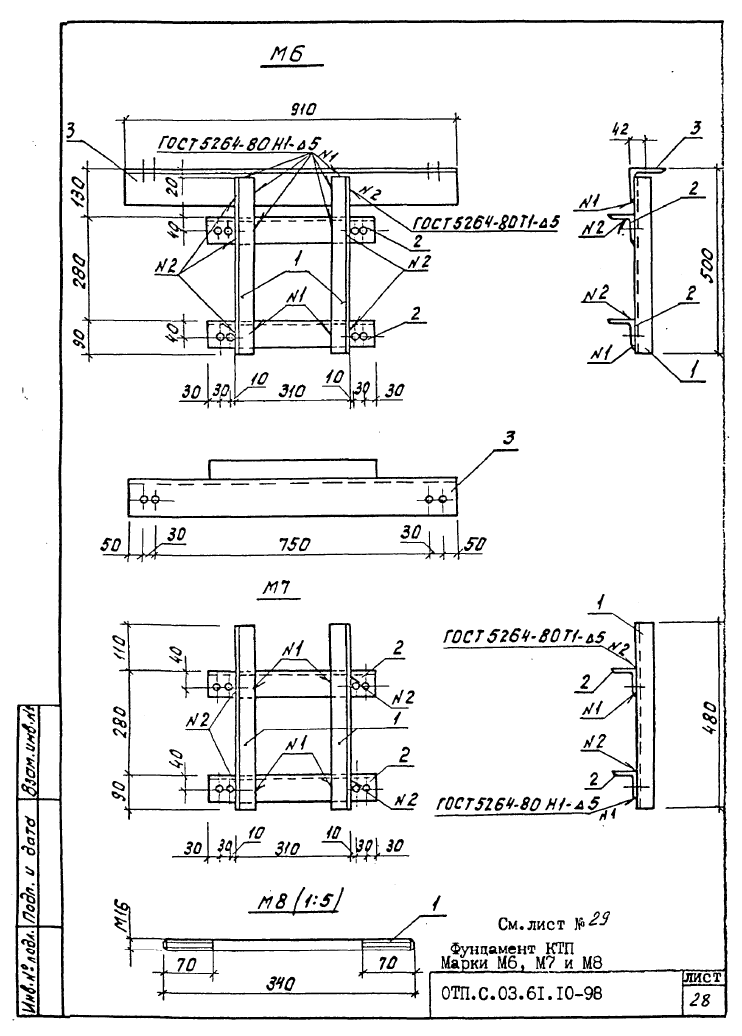 М6
910
3
ГОСТ 5264-80 Н1-Δ5
N1
N2
ГОСТ 5264-80Т1-Δ5
130
20
40
280
40
90
N2
1
N2
2
N1
2
30
30
10
310
10
30
30
42
3
N1
2
N2
500
N2
2
N1
1
3
50
30
750
30
50
М7
110
40
280
40
90
N1
2
N2
N2
1
N1
2
N2
30
30
10
310
10
30
30
1
ГОСТ 5264-80Т1-Δ5
N2
2
N1
480
N2
2
ГОСТ 5264-80 Н1-Δ5
N1
М8 (1:5)
М16
1
70
70
340
См.лист № 29
Фундамент КТП
Марки М6, М7 и М8
ОТП.С.03.61.10-98
ЛИСТ
28
Взам.инв.№
Подп. и дата
Инв.№ подл.